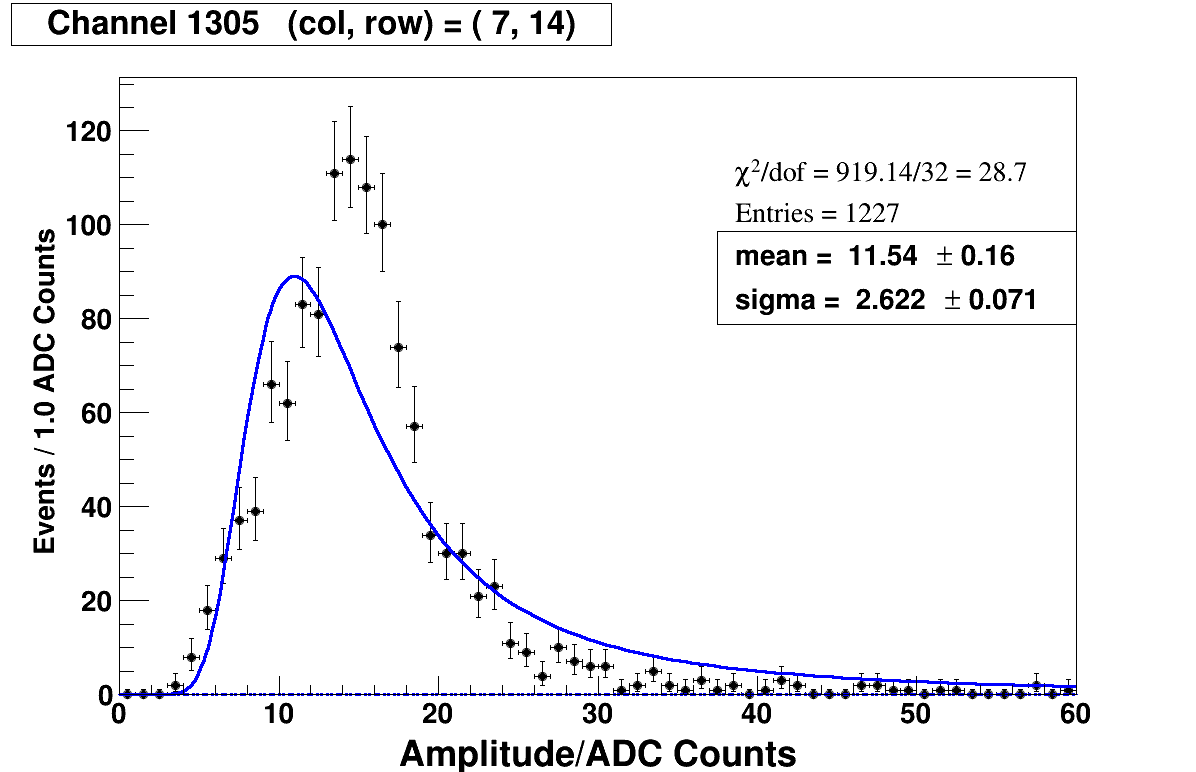 Channel 1305 (col, row) = ( 7, 14)
χ²/dof = 919.14/32 = 28.7
Entries = 1227
mean = 11.54 ± 0.16
sigma = 2.622 ± 0.071
Events / 1.0 ADC Counts
120
100
80
60
40
20
0
0 10 20 30 40 50 60
Amplitude/ADC Counts